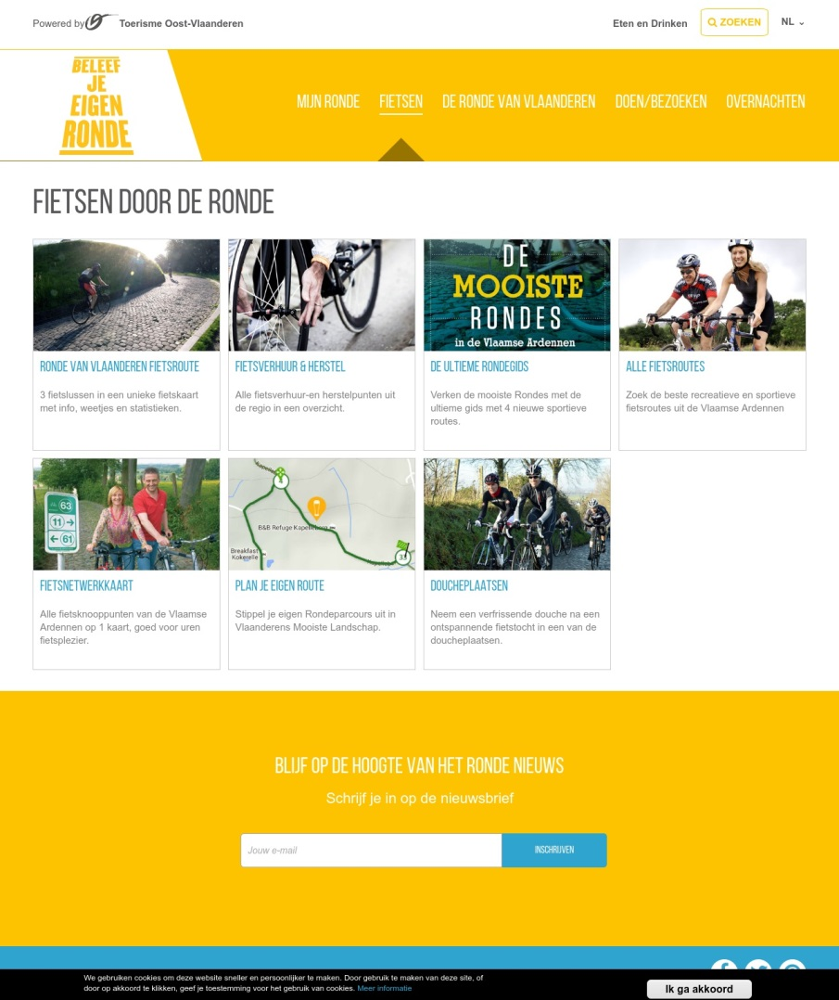 Powered by Toerisme Oost-Vlaanderen
Eten en Drinken
ZOEKEN
NL
BELEEF
JE
EIGEN
RONDE
MIJN RONDE
FIETSEN
DE RONDE VAN VLAANDEREN
DOEN/BEZOEKEN
OVERNACHTEN
FIETSEN DOOR DE RONDE
RONDE VAN VLAANDEREN FIETSROUTE
3 fietslussen in een unieke fietskaart
met info, weetjes en statistieken.
FIETSVERHUUR & HERSTEL
Alle fietsverhuur-en herstelpunten uit
de regio in een overzicht.
DE
MOOISTE
RONDES
in de Vlaamse Ardennen
DE ULTIEME RONDEGIDS
Verken de mooiste Rondes met de
ultieme gids met 4 nieuwe sportieve
routes.
ALLE FIETSROUTES
Zoek de beste recreatieve en sportieve
fietsroutes uit de Vlaamse Ardennen
63
11
61
FIETSNETWERKKAART
Alle fietsknooppunten van de Vlaamse
Ardennen op 1 kaart, goed voor uren
fietsplezier.
B&B Refuge Kapelleberg
Breakfast
Kokerelle
PLAN JE EIGEN ROUTE
Stippel je eigen Rondeparcours uit in
Vlaanderens Mooiste Landschap.
DOUCHEPLAATSEN
Neem een verfrissende douche na een
ontspannende fietstocht in een van de
doucheplaatsen.
BLIJF OP DE HOOGTE VAN HET RONDE NIEUWS
Schrijf je in op de nieuwsbrief
Jouw e-mail
INSCHRIJVEN
We gebruiken cookies om deze website sneller en persoonlijker te maken. Door gebruik te maken van deze site, of
door op akkoord te klikken, geef je toestemming voor het gebruik van cookies. Meer informatie
Ik ga akkoord